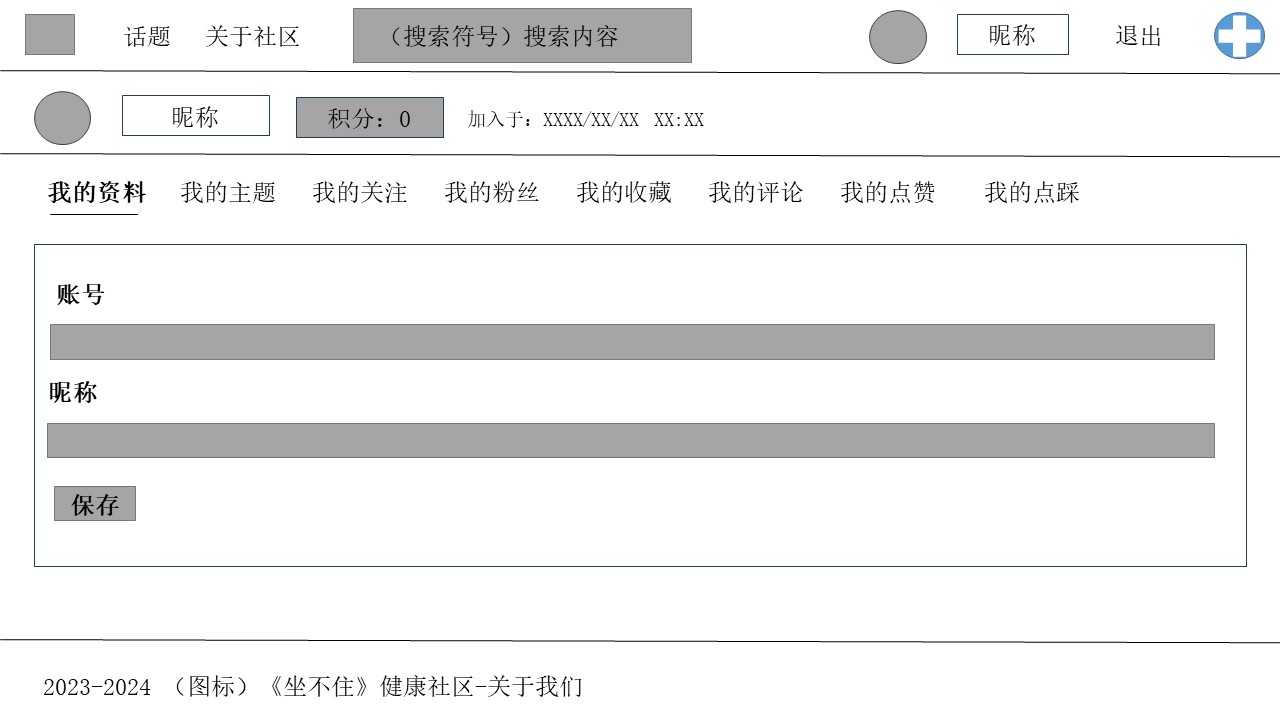 话题 关于社区 （搜索符号）搜索内容 昵称 退出
昵称 积分：0 加入于：XXXX/XX/XX XX:XX
我的资料 我的主题 我的关注 我的粉丝 我的收藏 我的评论 我的点赞 我的点踩
账号
昵称
保存
2023-2024 （图标）《坐不住》健康社区-关于我们